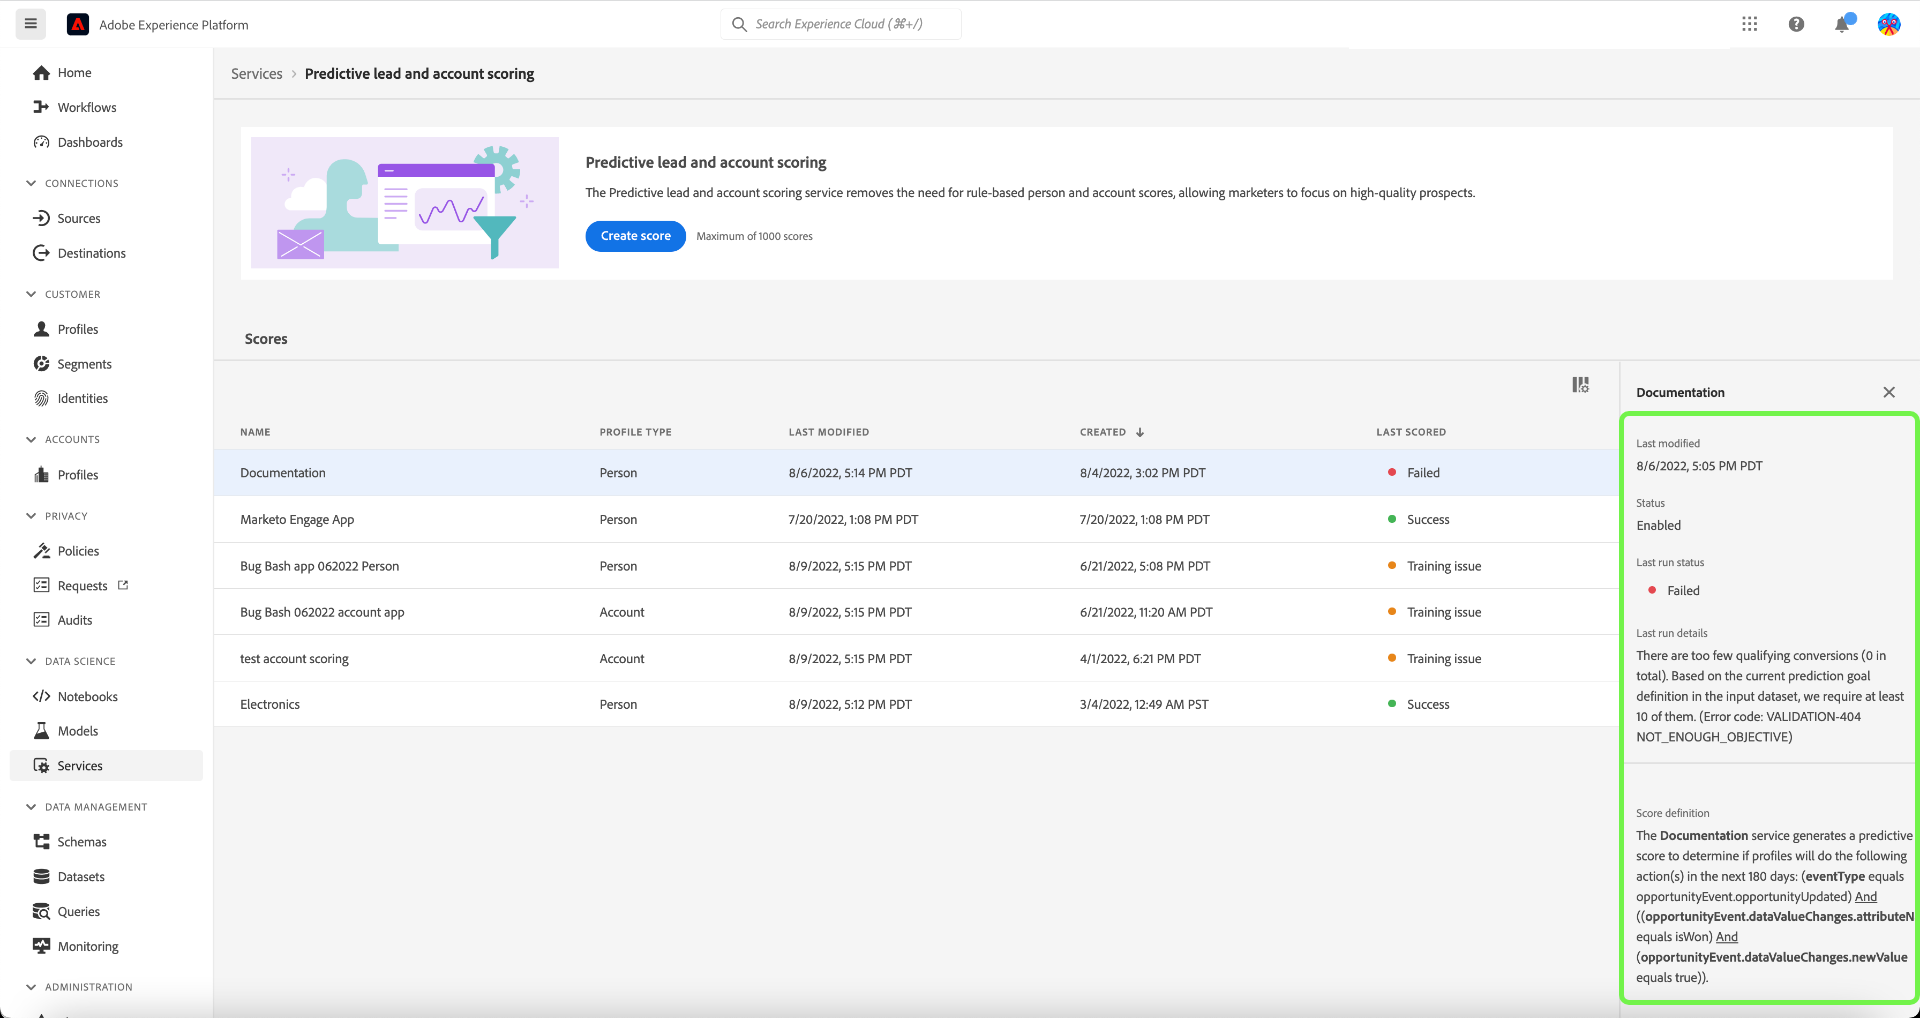 Adobe Experience Platform
Search Experience Cloud (⌘+/)
Home
Workflows
Dashboards
CONNECTIONS
Sources
Destinations
CUSTOMER
Profiles
Segments
Identities
ACCOUNTS
Profiles
PRIVACY
Policies
Requests
Audits
DATA SCIENCE
Notebooks
Models
Services
DATA MANAGEMENT
Schemas
Datasets
Queries
Monitoring
ADMINISTRATION
Services › Predictive lead and account scoring
Predictive lead and account scoring
The Predictive lead and account scoring service removes the need for rule-based person and account scores, allowing marketers to focus on high-quality prospects.
Create score Maximum of 1000 scores
Scores
NAME PROFILE TYPE LAST MODIFIED CREATED ↓ LAST SCORED
Documentation Person 8/6/2022, 5:14 PM PDT 8/4/2022, 3:02 PM PDT Failed
Marketo Engage App Person 7/20/2022, 1:08 PM PDT 7/20/2022, 1:08 PM PDT Success
Bug Bash app 062022 Person Person 8/9/2022, 5:15 PM PDT 6/21/2022, 5:08 PM PDT Training issue
Bug Bash 062022 account app Account 8/9/2022, 5:15 PM PDT 6/21/2022, 11:20 AM PDT Training issue
test account scoring Account 8/9/2022, 5:15 PM PDT 4/1/2022, 6:21 PM PDT Training issue
Electronics Person 8/9/2022, 5:12 PM PDT 3/4/2022, 12:49 AM PST Success
Documentation
Last modified
8/6/2022, 5:05 PM PDT
Status
Enabled
Last run status
Failed
Last run details
There are too few qualifying conversions (0 in
total). Based on the current prediction goal
definition in the input dataset, we require at least
10 of them. (Error code: VALIDATION-404
NOT_ENOUGH_OBJECTIVE)
Score definition
The Documentation service generates a predictive
score to determine if profiles will do the following
action(s) in the next 180 days: (eventType equals
opportunityEvent.opportunityUpdated) And
((opportunityEvent.dataValueChanges.attributeN
equals isWon) And
(opportunityEvent.dataValueChanges.newValue
equals true)).